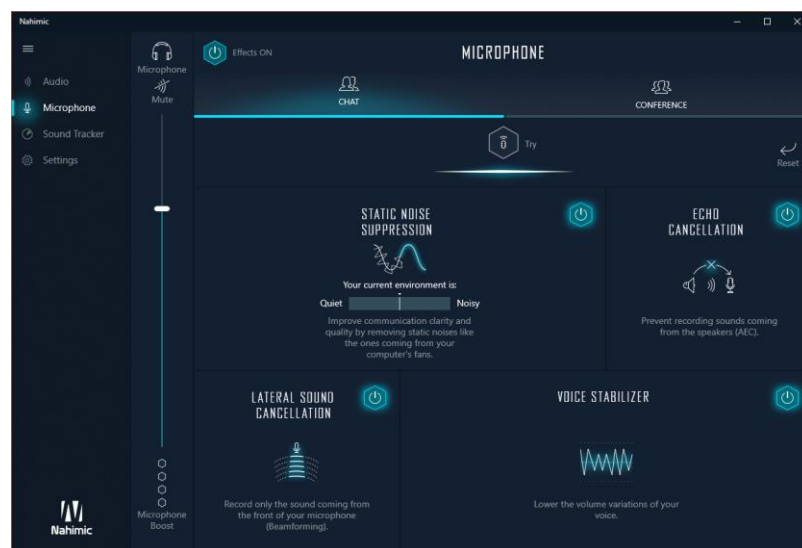 Nahimic
Audio
Microphone
Sound Tracker
Settings
Nahimic
Microphone
Mute
Microphone
Boost
Effects ON
MICROPHONE
CHAT
CONFERENCE
Try
Reset
STATIC NOISE
SUPPRESSION
Your current environment is:
Quiet
Noisy
Improve communication clarity and
quality by removing static noises like
the ones coming from your
computer's fans.
ECHO
CANCELLATION
Prevent recording sounds coming
from the speakers (AEC).
LATERAL SOUND
CANCELLATION
Record only the sound coming from
the front of your microphone
(Beamforming).
VOICE STABILIZER
Lower the volume variations of your
voice.